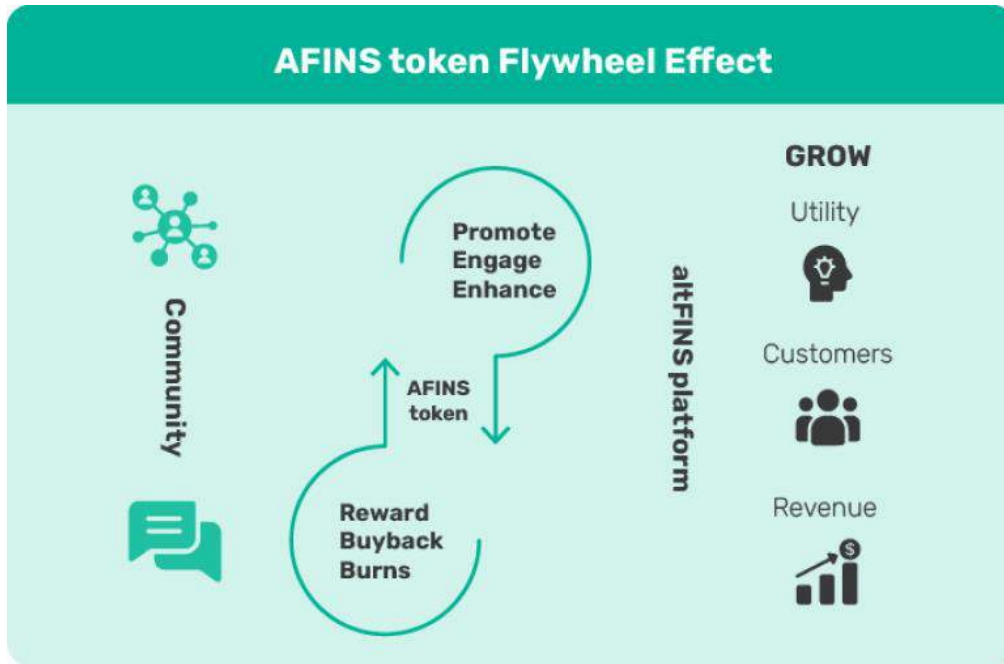 AFINS token Flywheel Effect
Community
Promote
Engage
Enhance
AFINS
token
Reward
Buyback
Burns
altFINS platform
GROW
Utility
Customers
Revenue
$